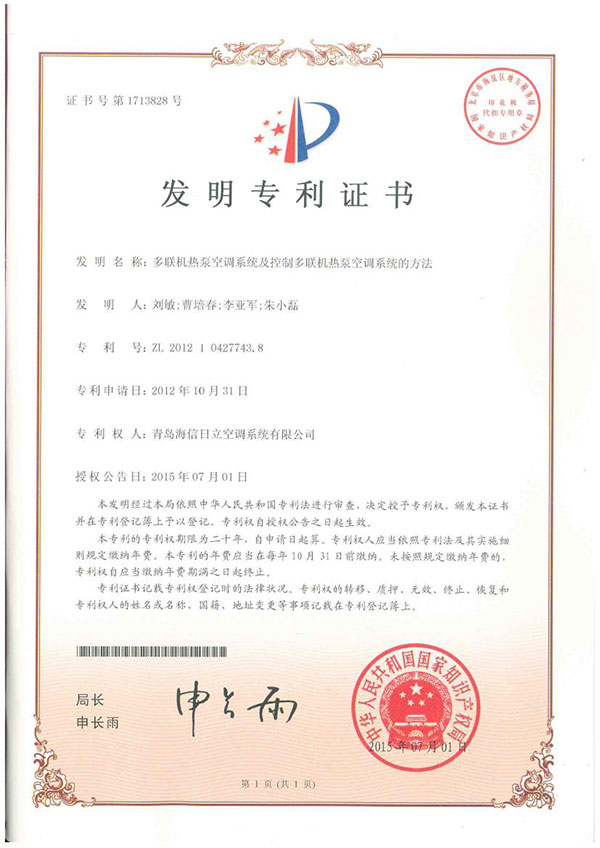 证书号第1713828号
北京市海淀区地方税务局
印花税
代扣专用章
国家知识产权局
发明专利证书
发明名称：多联机热泵空调系统及控制多联机热泵空调系统的方法
发明人：刘敏;曹培春;李亚军;朱小磊
专利号：ZL 2012 1 0427743.8
专利申请日：2012年10月31日
专利权人：青岛海信日立空调系统有限公司
授权公告日：2015年07月01日
本发明经过本局依照中华人民共和国专利法进行审查，决定授予专利权，颁发本证书
并在专利登记簿上予以登记。专利权自授权公告之日起生效。
本专利的专利权期限为二十年，自申请日起算。专利权人应当依照专利法及其实施细
则规定缴纳年费。本专利的年费应当在每年10月31日前缴纳。未按照规定缴纳年费的，
专利权自应当缴纳年费期满之日起终止。
专利证书记载专利权登记时的法律状况。专利权的转移、质押、无效、终止、恢复和
专利权人的姓名或名称、国籍、地址变更等事项记载在专利登记簿上。
局长
申长雨
申长雨
中华人民共和国国家知识产权局
2015年07月01日
第1页(共1页)